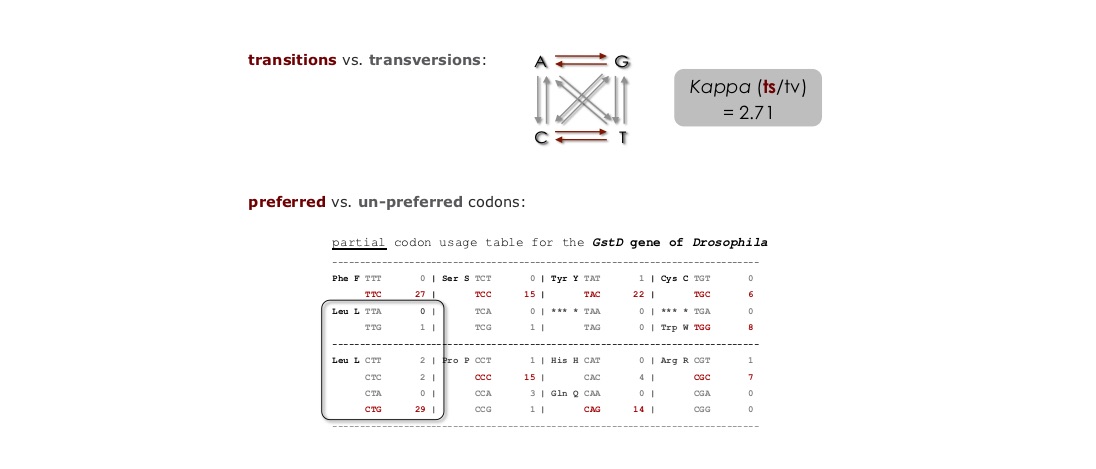 transitions vs. transversions:
A G
C T
Kappa (ts/tv)
= 2.71
preferred vs. un-preferred codons:
partial codon usage table for the GstD gene of Drosophila
------------------------------------------------------------------------------
Phe F TTT 0 | Ser S TCT 0 | Tyr Y TAT 1 | Cys C TGT 0
TTC 27 | TCC 15 | TAC 22 | TGC 6
Leu L TTA 0 | TCA 0 | *** * TAA 0 | *** * TGA 0
TTG 1 | TCG 1 | TAG 0 | Trp W TGG 8
------------------------------------------------------------------------------
Leu L CTT 2 | Pro P CCT 1 | His H CAT 0 | Arg R CGT 1
CTC 2 | CCC 15 | CAC 4 | CGC 7
CTA 0 | CCA 3 | Gln Q CAA 0 | CGA 0
CTG 29 | CCG 1 | CAG 14 | CGG 0
------------------------------------------------------------------------------